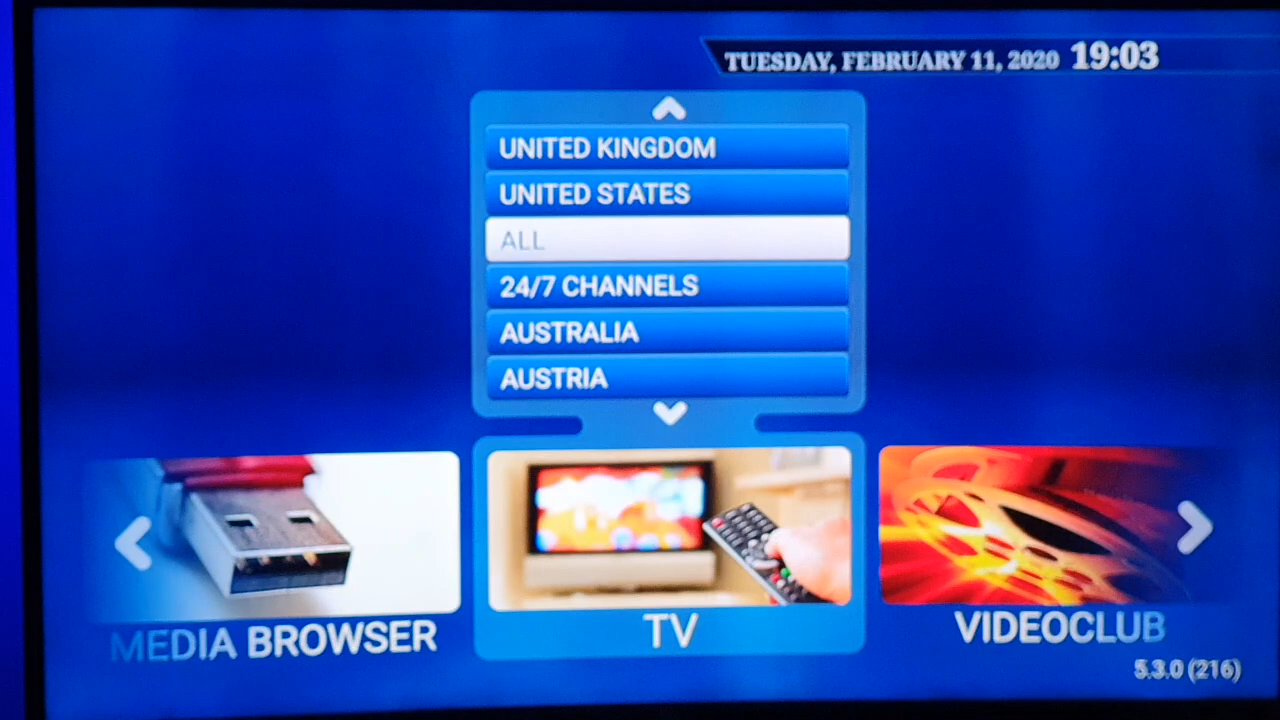 TUESDAY, FEBRUARY 11, 2020 19:03
UNITED KINGDOM
UNITED STATES
ALL
24/7 CHANNELS
AUSTRALIA
AUSTRIA
MEDIA BROWSER
TV
VIDEOCLUB
5.3.0 (216)